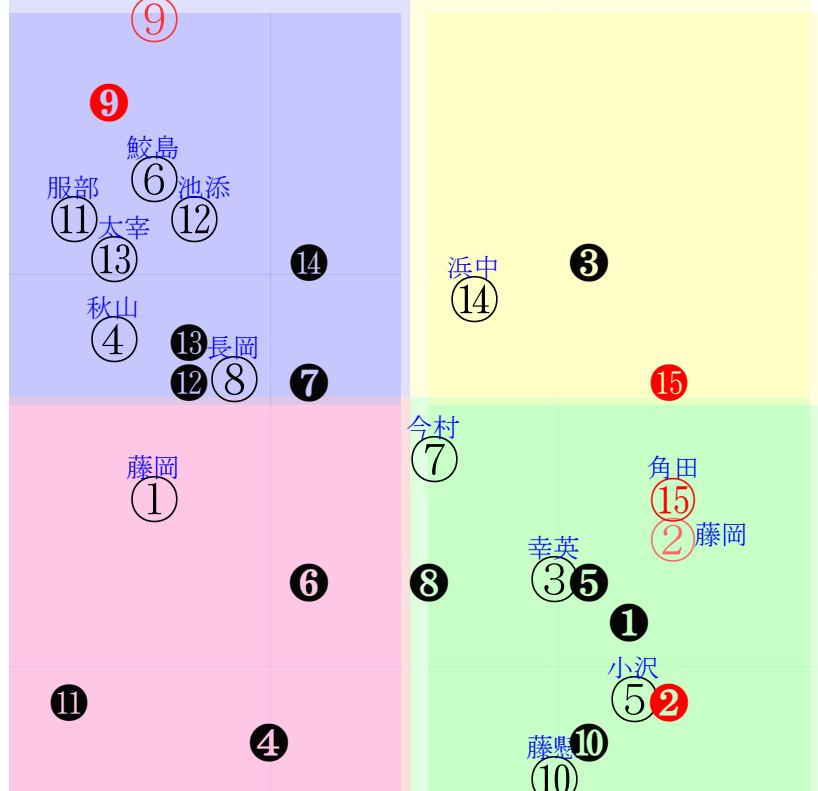 ⑨
❾
鮫島
⑥
服部
池添
⑪
⑫
太宰
⑬
⓮
浜中
❸
秋山
⑭
④
⓭
長岡
⓬
⑧
❼
⓯
今村
⑦
藤岡
①
角田
⑮
②
藤岡
幸英
❻
❽
③
❺
❶
小沢
⓫
⑤
❷
❹
藤懸
❿
⑩